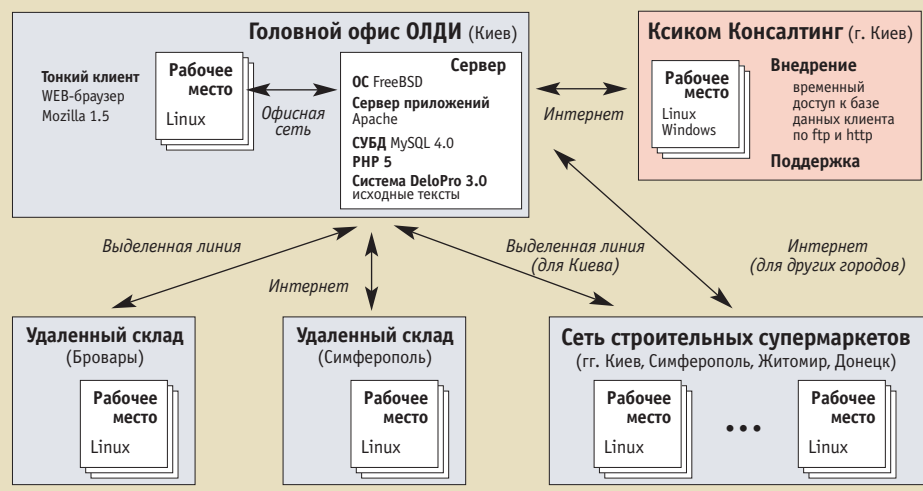 Головной офис ОЛДИ (Киев)
Тонкий клиент
WEB-браузер
Mozilla 1.5
Рабочее
место
Linux
Офисная
сеть
Сервер
ОС FreeBSD
Сервер приложений
Apache
СУБД MySQL 4.0
PHP 5
Система DeloPro 3.0
исходные тексты
Интернет
Ксиком Консалтинг (г. Киев)
Рабочее
место
Linux
Windows
Внедрение
временный
доступ к базе
данных клиента
по ftp и http
Поддержка
Выделенная линия
Интернет
Выделенная линия
(для Киева)
Интернет
(для других городов)
Удаленный склад
(Бровары)
Рабочее
место
Linux
Удаленный склад
(Симферополь)
Рабочее
место
Linux
Сеть строительных супермаркетов
(гг. Киев, Симферополь, Житомир, Донецк)
Рабочее
место
Linux
...
Рабочее
место
Linux